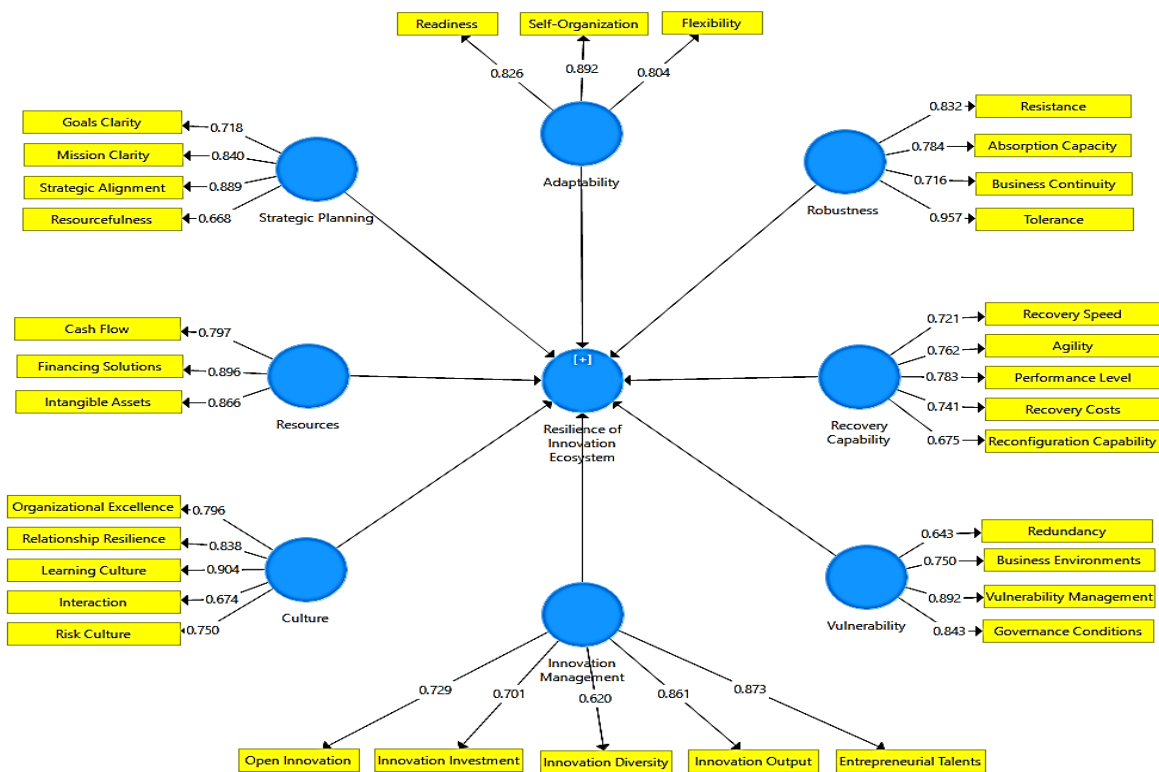 Readiness
Self-Organization
Flexibility
0.826
0.892
0.804
Adaptability
Goals Clarity
Mission Clarity
Strategic Alignment
Resourcefulness
0.718
0.840
0.889
0.668
Strategic Planning
0.832
0.784
0.716
0.957
Resistance
Absorption Capacity
Business Continuity
Tolerance
Robustness
Cash Flow
Financing Solutions
Intangible Assets
0.797
0.896
0.866
Resources
[+]
Resilience of
Innovation
Ecosystem
0.721
0.762
0.783
0.741
0.675
Recovery Speed
Agility
Performance Level
Recovery Costs
Reconfiguration Capability
Recovery
Capability
Organizational Excellence
Relationship Resilience
Learning Culture
Interaction
Risk Culture
0.796
0.838
0.904
0.674
0.750
Culture
0.643
0.750
0.892
0.843
Redundancy
Business Environments
Vulnerability Management
Governance Conditions
Vulnerability
Innovation
Management
0.729
0.701
0.620
0.861
0.873
Open Innovation
Innovation Investment
Innovation Diversity
Innovation Output
Entrepreneurial Talents